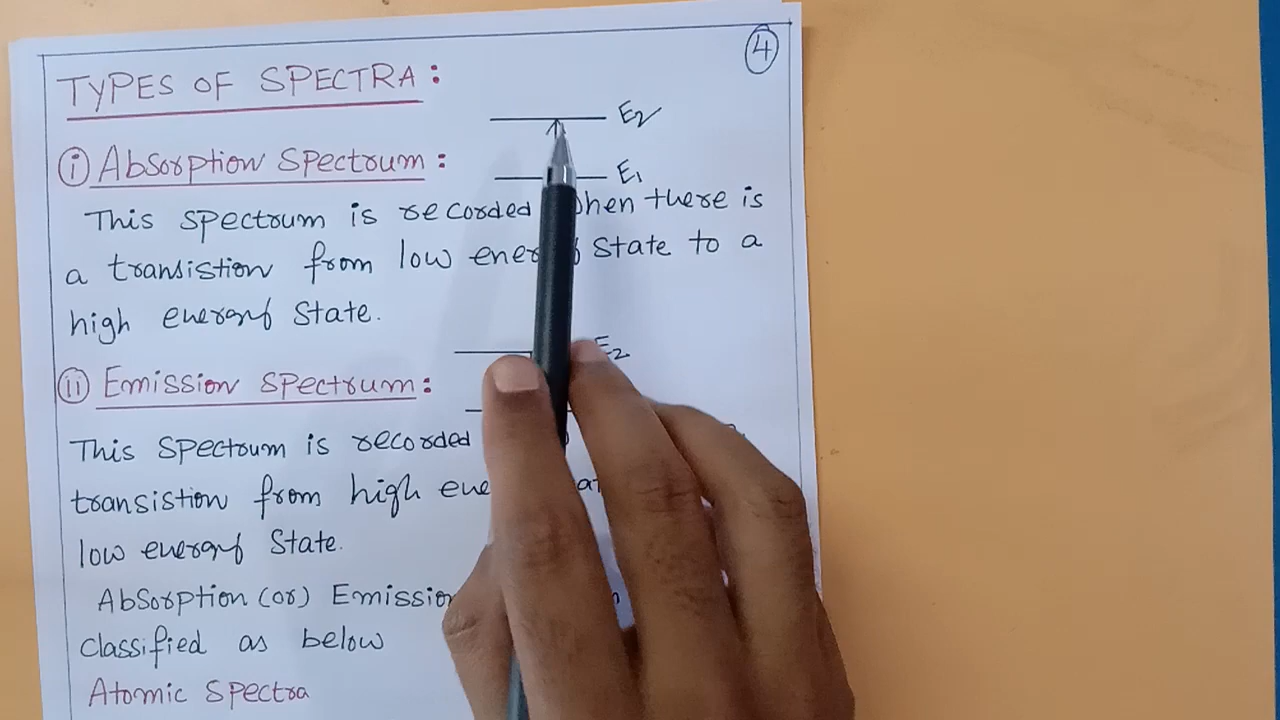 4
TYPES OF SPECTRA:
E2
i Absorption Spectrum:
E1
This spectrum is recorded when there is
a transistion from low energy state to a
high energy state.
E2
ii Emission Spectrum:
This spectrum is recorded
transistion from high
low energy state.
Absorption (or) Emission
classified as below
Atomic Spectra